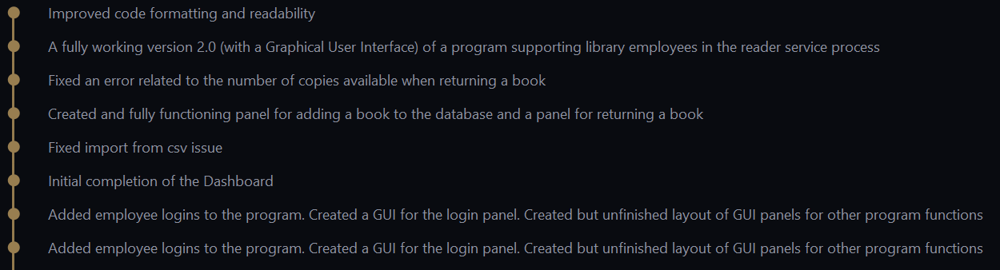 Improved code formatting and readability
A fully working version 2.0 (with a Graphical User Interface) of a program supporting library employees in the reader service process
Fixed an error related to the number of copies available when returning a book
Created and fully functioning panel for adding a book to the database and a panel for returning a book
Fixed import from csv issue
Initial completion of the Dashboard
Added employee logins to the program. Created a GUI for the login panel. Created but unfinished layout of GUI panels for other program functions
Added employee logins to the program. Created a GUI for the login panel. Created but unfinished layout of GUI panels for other program functions